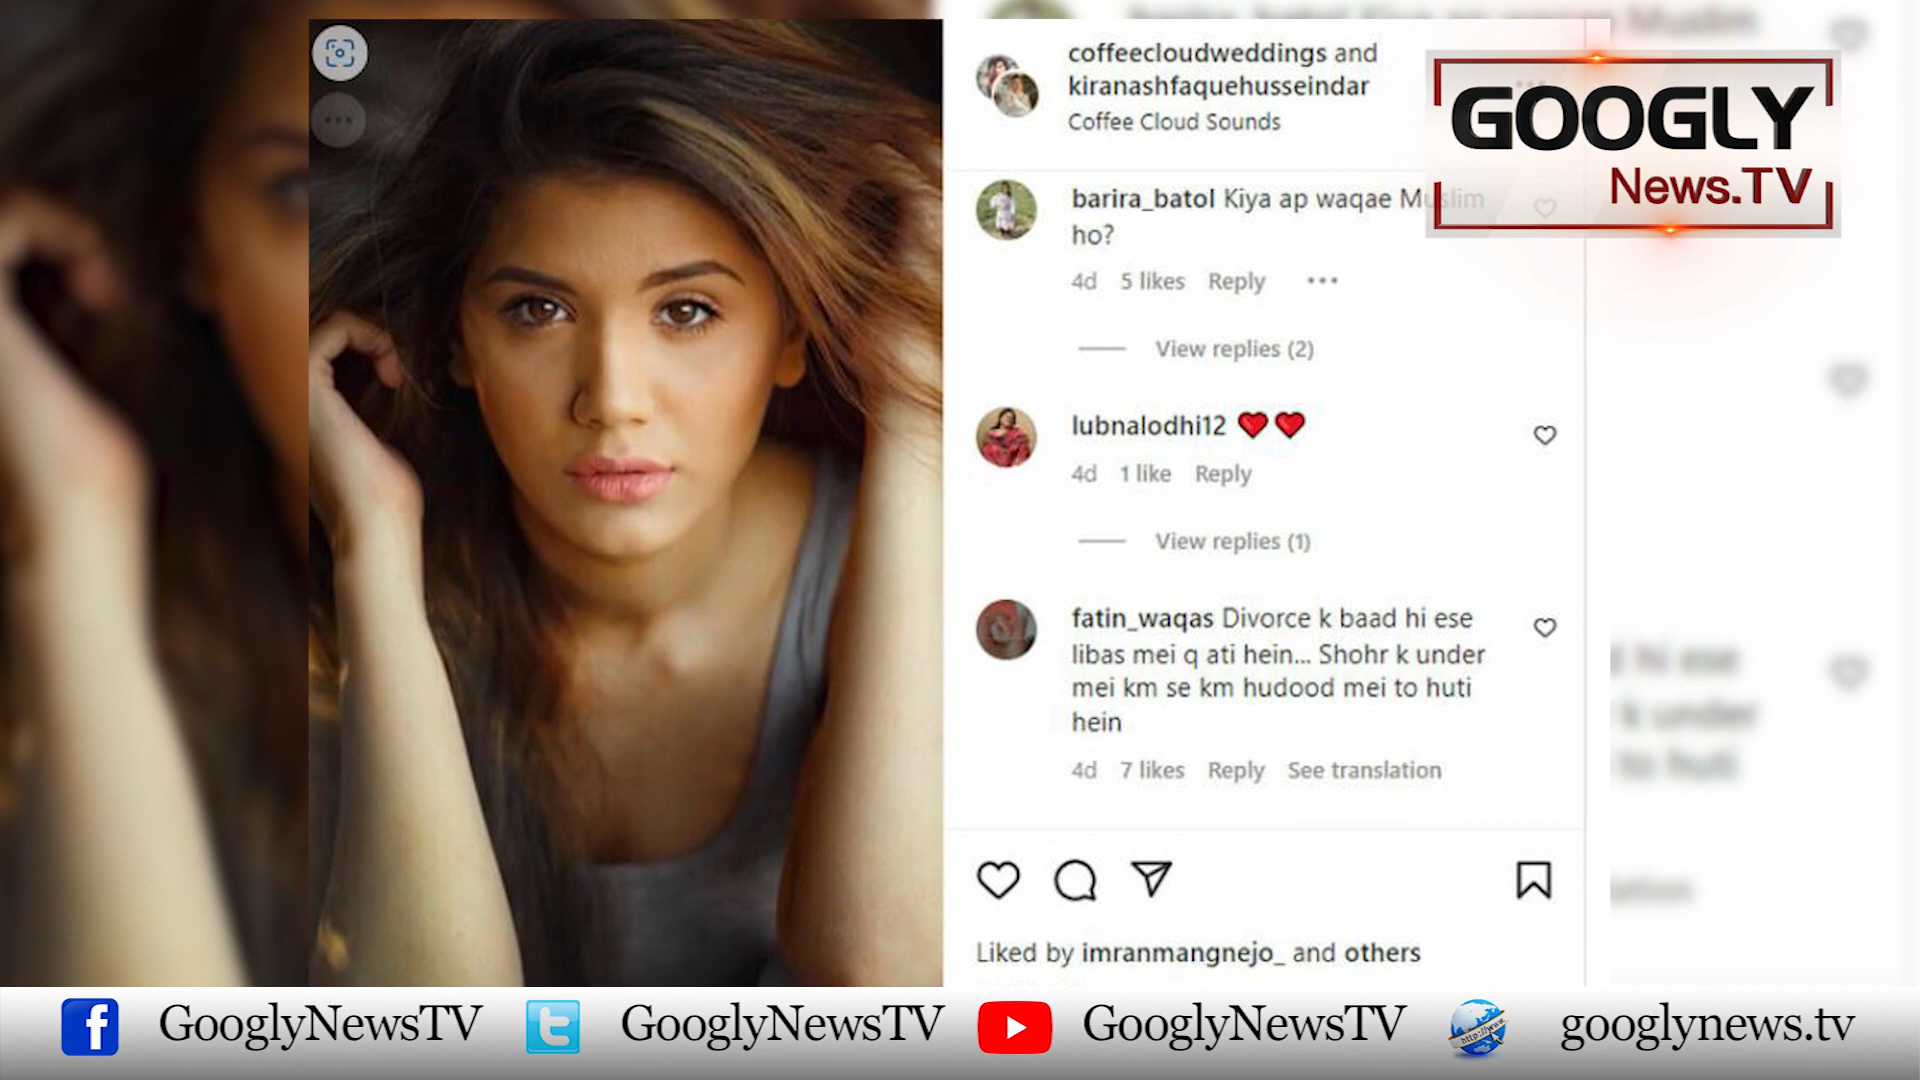 coffeecloudweddings and
kiranashfaquehusseindar
Coffee Cloud Sounds
GOOGLY
News.TV
barira_batol Kiya ap waqae Muslim
ho?
4d 5 likes Reply
View replies (2)
lubnalodhi12 ❤️❤️
4d 1 like Reply
View replies (1)
fatin_waqas Divorce k baad hi ese
libas mei q ati hein... Shohr k under
mei km se km hudood mei to huti
hein
4d 7 likes Reply See translation
Liked by imranmangnejo_ and others
GooglyNewsTV GooglyNewsTV GooglyNewsTV googlynews.tv